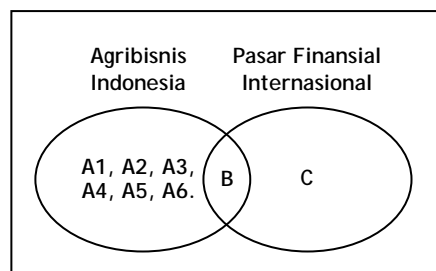 Agribisnis
Indonesia
Pasar Finansial
Internasional
A1, A2, A3,
A4, A5, A6.
B
C